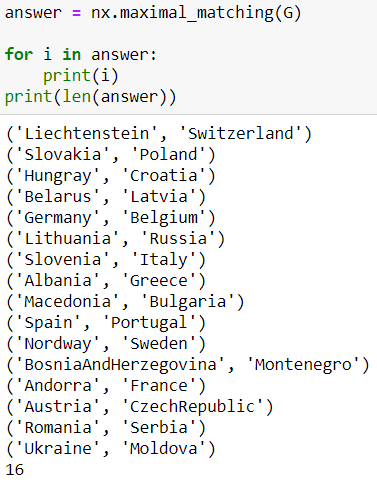 answer = nx.maximal_matching(G)
for i in answer:
    print(i)
print(len(answer))
('Liechtenstein', 'Switzerland')
('Slovakia', 'Poland')
('Hungray', 'Croatia')
('Belarus', 'Latvia')
('Germany', 'Belgium')
('Lithuania', 'Russia')
('Slovenia', 'Italy')
('Albania', 'Greece')
('Macedonia', 'Bulgaria')
('Spain', 'Portugal')
('Nordway', 'Sweden')
('BosniaAndHerzegovina', 'Montenegro')
('Andorra', 'France')
('Austria', 'CzechRepublic')
('Romania', 'Serbia')
('Ukraine', 'Moldova')
16